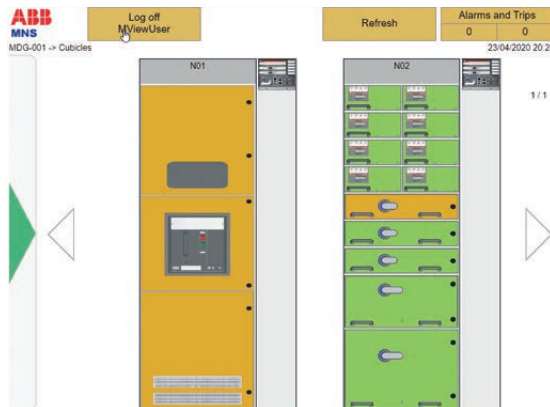 ABB
MNS
Log off
MViewUser
Refresh
Alarms and Trips
0 0
MDG-001 -> Cubicles
23/04/2020 20:2
N01
N02
1 / 1